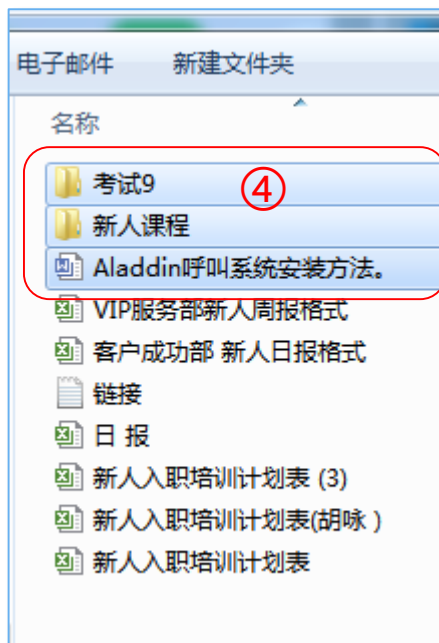 电子邮件 新建文件夹
名称
考试9 ④
新人课程
Aladdin呼叫系统安装方法。
VIP服务部新人周报格式
客户成功部 新人日报格式
链接
日 报
新人入职培训计划表 (3)
新人入职培训计划表(胡咏 )
新人入职培训计划表